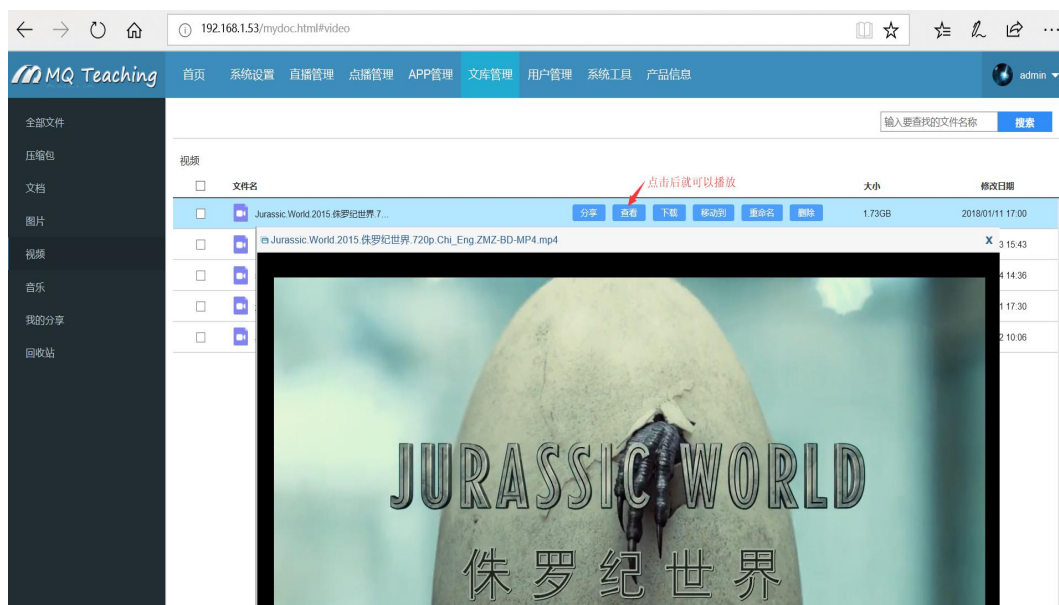 192.168.1.53/mydoc.html#video
MQ Teaching 首页 系统设置 直播管理 点播管理 APP管理 文库管理 用户管理 系统工具 产品信息 admin
全部文件
输入要查找的文件名称 搜索
压缩包
视频
文档
文件名 点击后就可以播放 大小 修改日期
图片
Jurassic.World.2015.侏罗纪世界.7... 分享 查看 下载 移动到 重命名 删除 1.73GB 2018/01/11 17:00
视频
Jurassic.World.2015.侏罗纪世界.720p.Chi_Eng.ZMZ-BD-MP4.mp4 X
3 15:43
音乐
4 14:36
我的分享
1 17:30
回收站
2 10:06
JURASSIC WORLD
侏罗纪世界